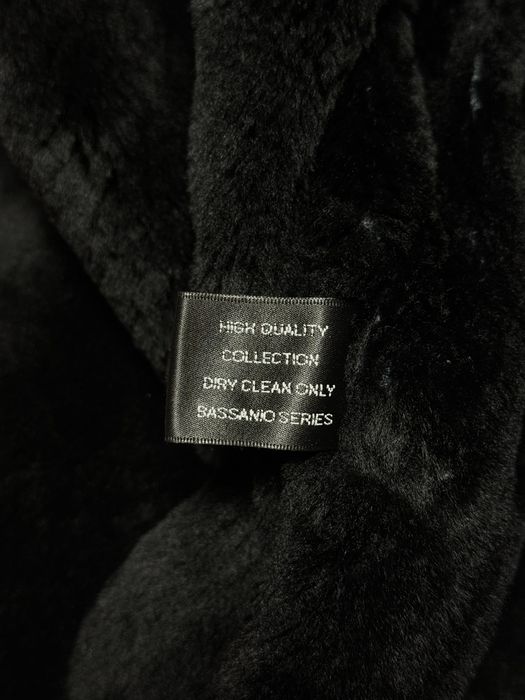 HIGH QUALITY
COLLECTION
DIRY CLEAN ONLY
BASSANIO SERIES